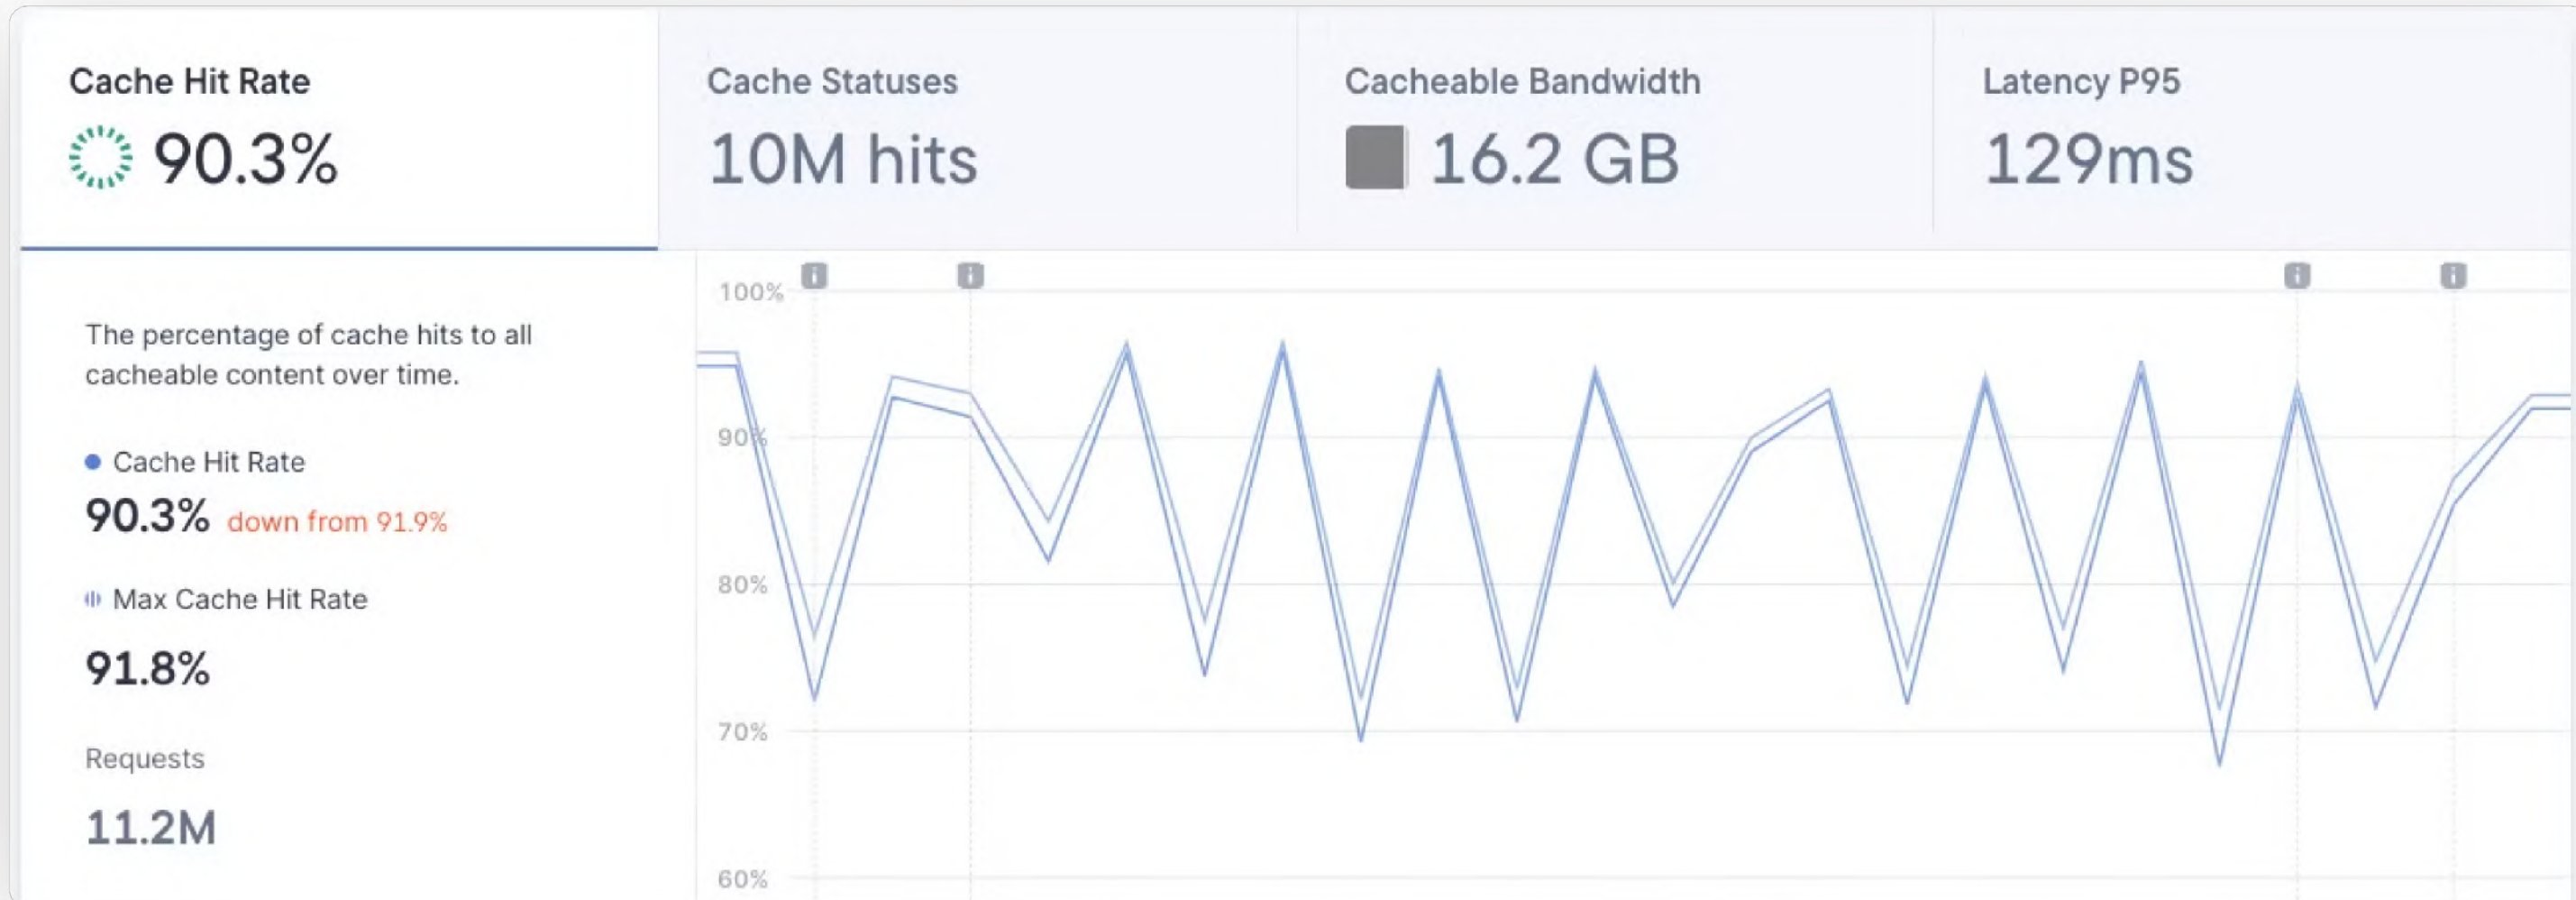 Cache Hit Rate
90.3%
Cache Statuses
10M hits
Cacheable Bandwidth
16.2 GB
Latency P95
129ms
The percentage of cache hits to all
cacheable content over time.
Cache Hit Rate
90.3% down from 91.9%
Max Cache Hit Rate
91.8%
Requests
11.2M
100%
90%
80%
70%
60%